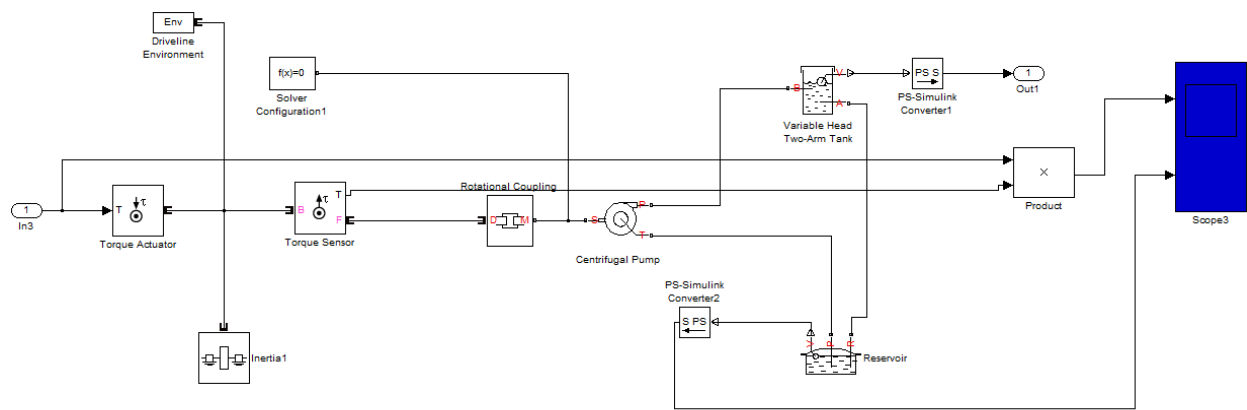 Env
Driveline
Environment
f(x)=0
Solver
Configuration1
B
V
A
Variable Head
Two-Arm Tank
PS S
PS-Simulink
Converter1
1
Out1
×
Product
Scope3
1
In3
T
τ
Torque Actuator
B
τ
T
F
Torque Sensor
Rotational Coupling
D
M
S
P
T
Centrifugal Pump
PS-Simulink
Converter2
S PS
V
P
R
Reservoir
Inertia1